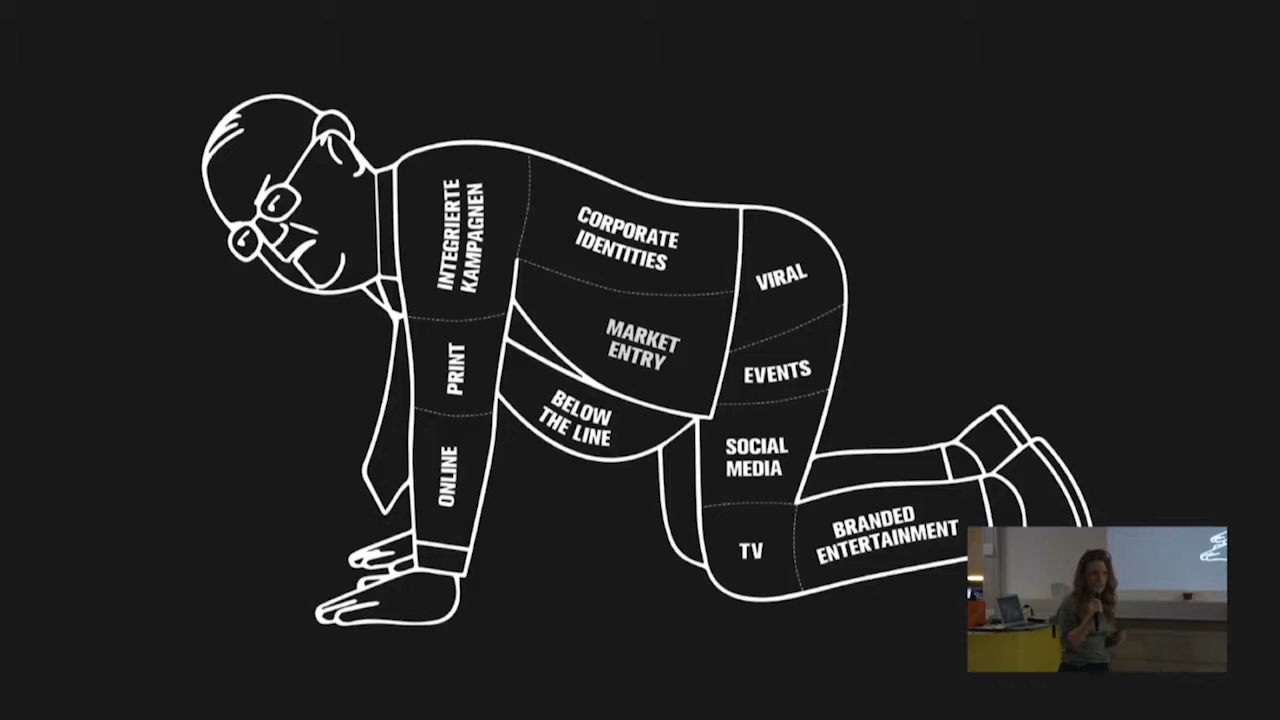 INTEGRIERTE
KAMPAGNEN
PRINT
ONLINE
CORPORATE
IDENTITIES
MARKET
ENTRY
BELOW
THE LINE
VIRAL
EVENTS
SOCIAL
MEDIA
TV
BRANDED
ENTERTAINMENT